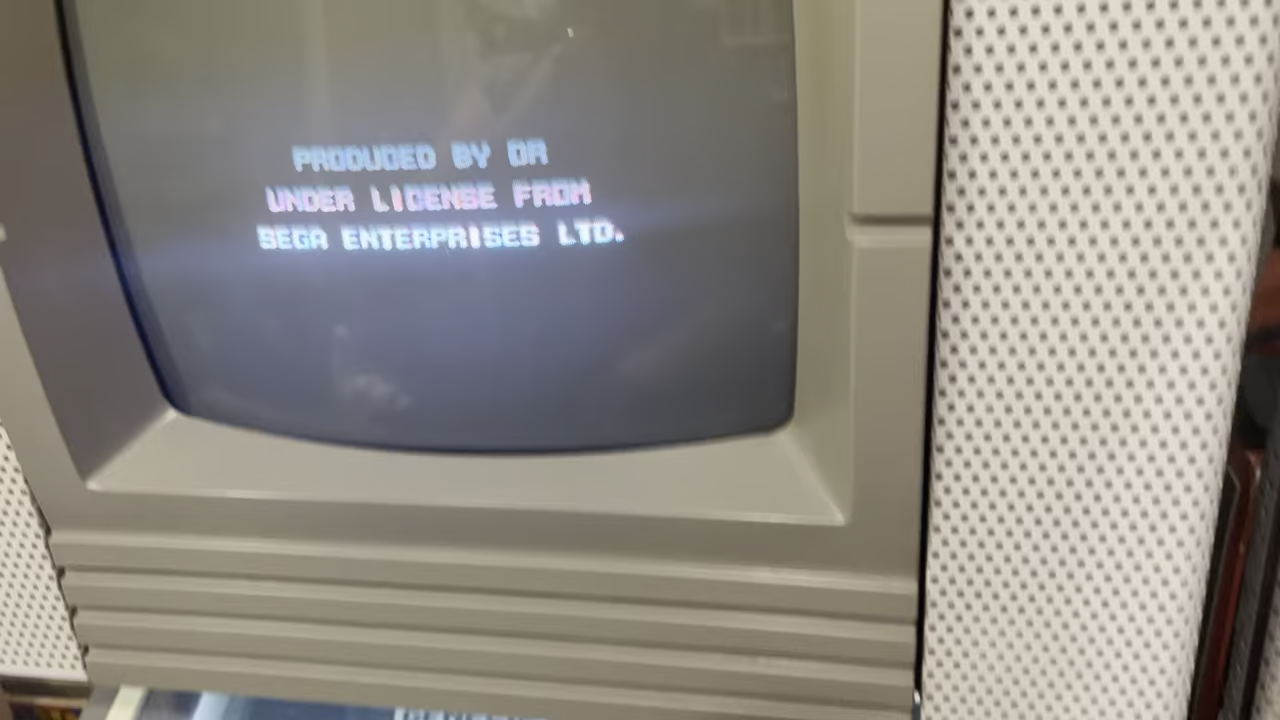 PRODUCED BY OR
UNDER LICENSE FROM
SEGA ENTERPRISES LTD.